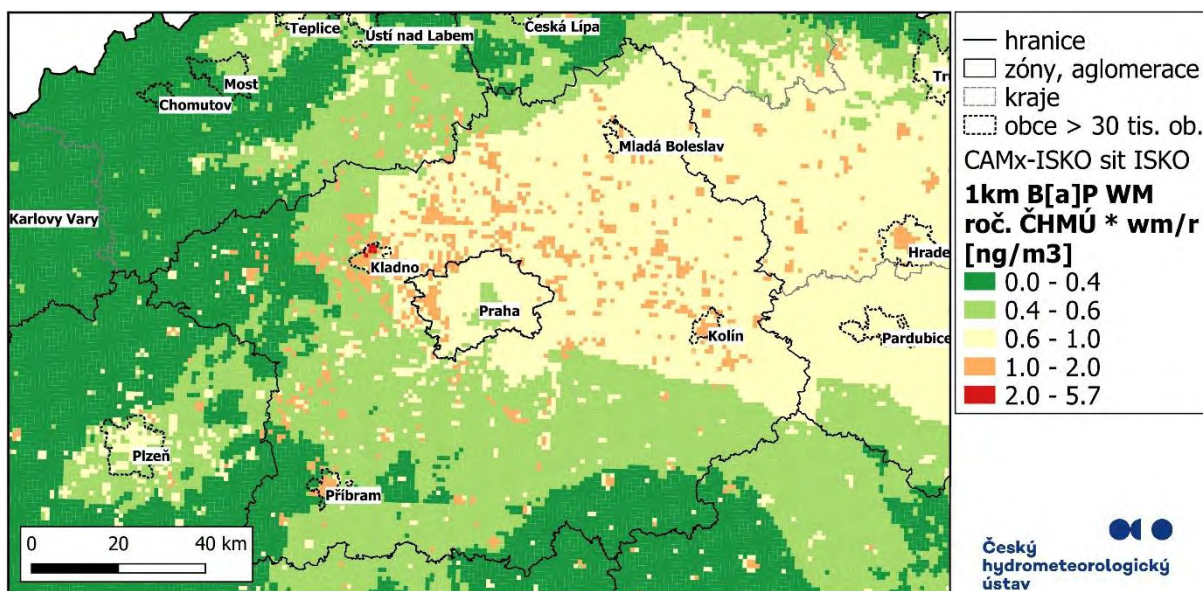 Teplice
Ústí nad Labem
Česká Lípa
Most
Chomutov
Tr
Mladá Boleslav
Karlovy Vary
Kladno
Hrade
Praha
Kolín
Pardubice
Plzeň
Příbram
0 20 40 km
hranice
zóny, aglomerace
kraje
obce > 30 tis. ob.
CAMx-ISKO sit ISKO
1km B[a]P WM
roč. ČHMÚ * wm/r
[ng/m3]
0.0 - 0.4
0.4 - 0.6
0.6 - 1.0
1.0 - 2.0
2.0 - 5.7
Český
hydrometeorologický
ústav